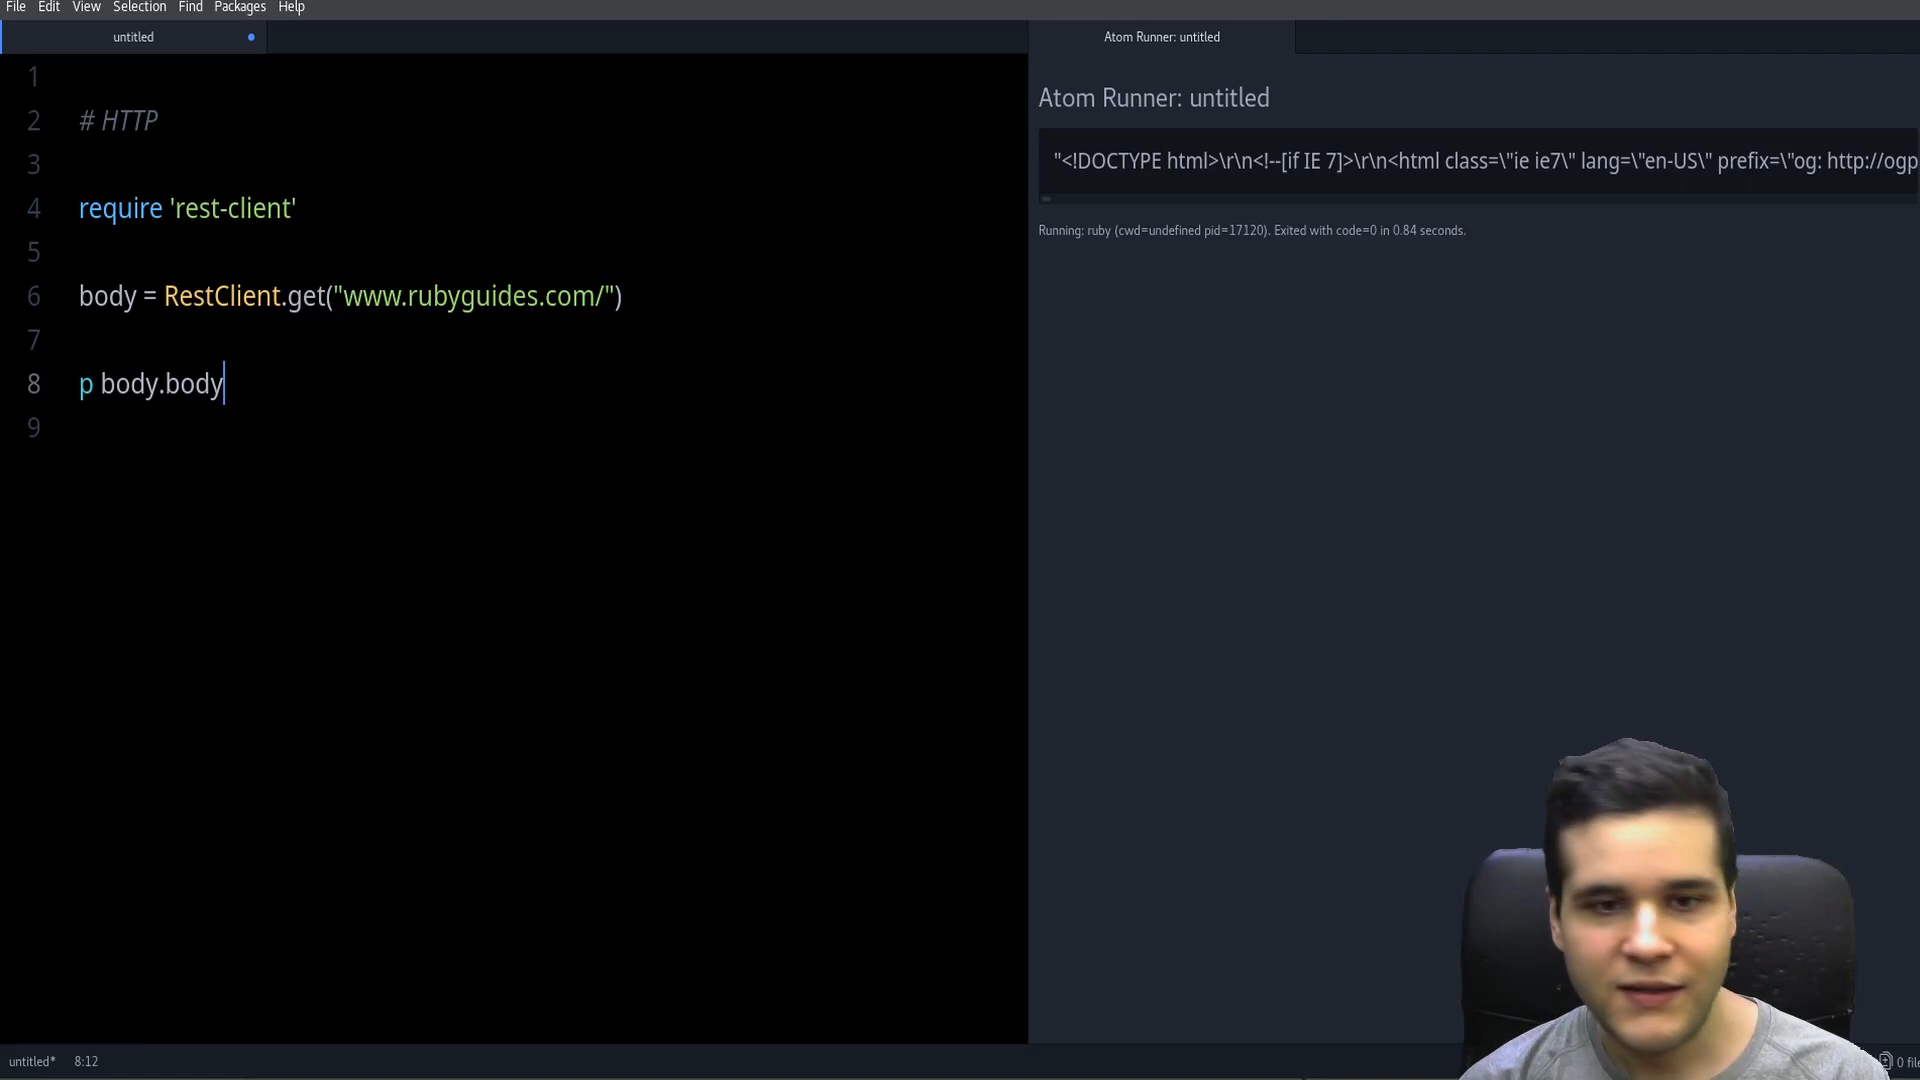 File Edit View Selection Find Packages Help
untitled
Atom Runner: untitled
1
2 # HTTP
3
4 require 'rest-client'
5
6 body = RestClient.get("www.rubyguides.com/")
7
8 p body.body
9
Atom Runner: untitled
"<!DOCTYPE html>\r\n<!--[if IE 7]>\r\n<html class=\"ie ie7\" lang=\"en-US\" prefix=\"og: http://ogp
Running: ruby (cwd=undefined pid=17120). Exited with code=0 in 0.84 seconds.
untitled* 8:12
0 file